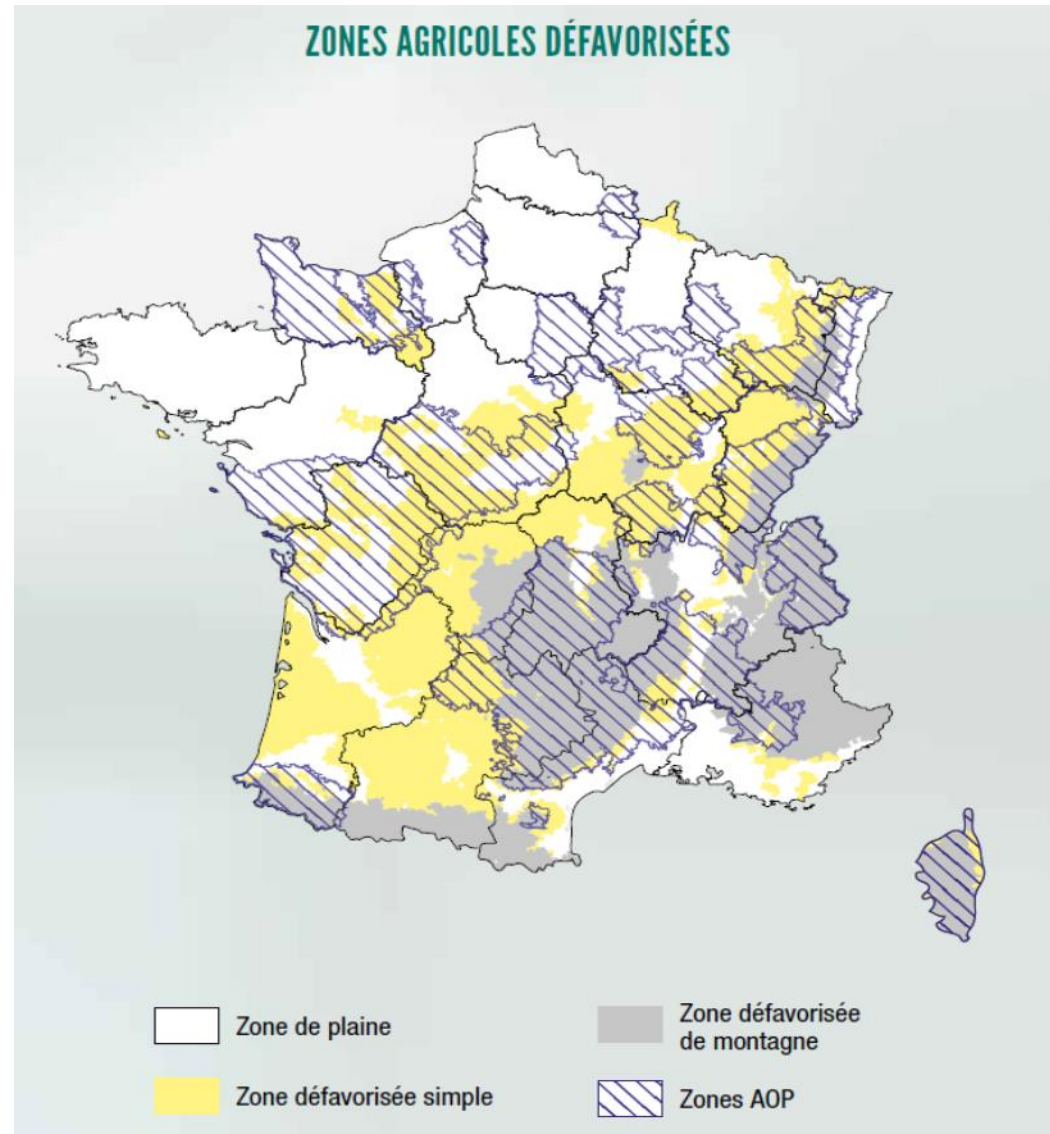 ZONES AGRICOLES DÉFAVORISÉES
Zone de plaine
Zone défavorisée simple
Zone défavorisée
de montagne
Zones AOP